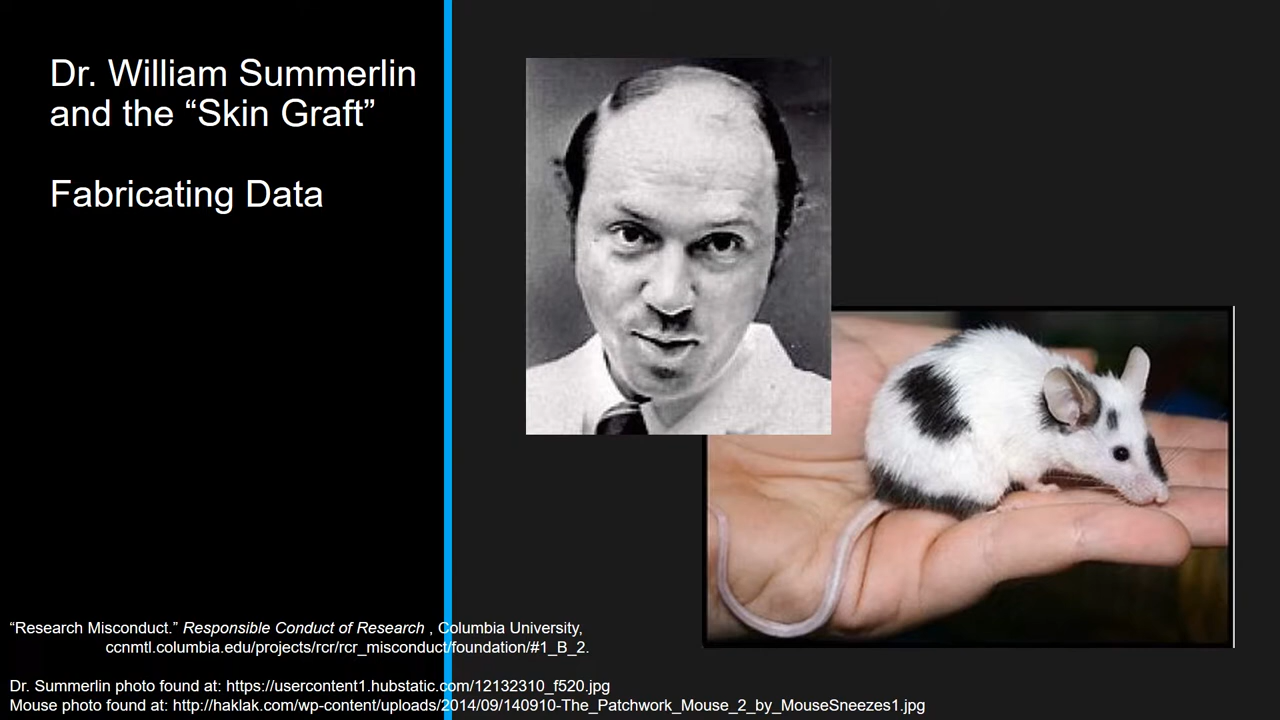 Dr. William Summerlin
and the “Skin Graft”
Fabricating Data
“Research Misconduct.” Responsible Conduct of Research , Columbia University,
ccnmtl.columbia.edu/projects/rcr/rcr_misconduct/foundation/#1_B_2.
Dr. Summerlin photo found at: https://usercontent1.hubstatic.com/12132310_f520.jpg
Mouse photo found at: http://haklak.com/wp-content/uploads/2014/09/140910-The_Patchwork_Mouse_2_by_MouseSneezes1.jpg